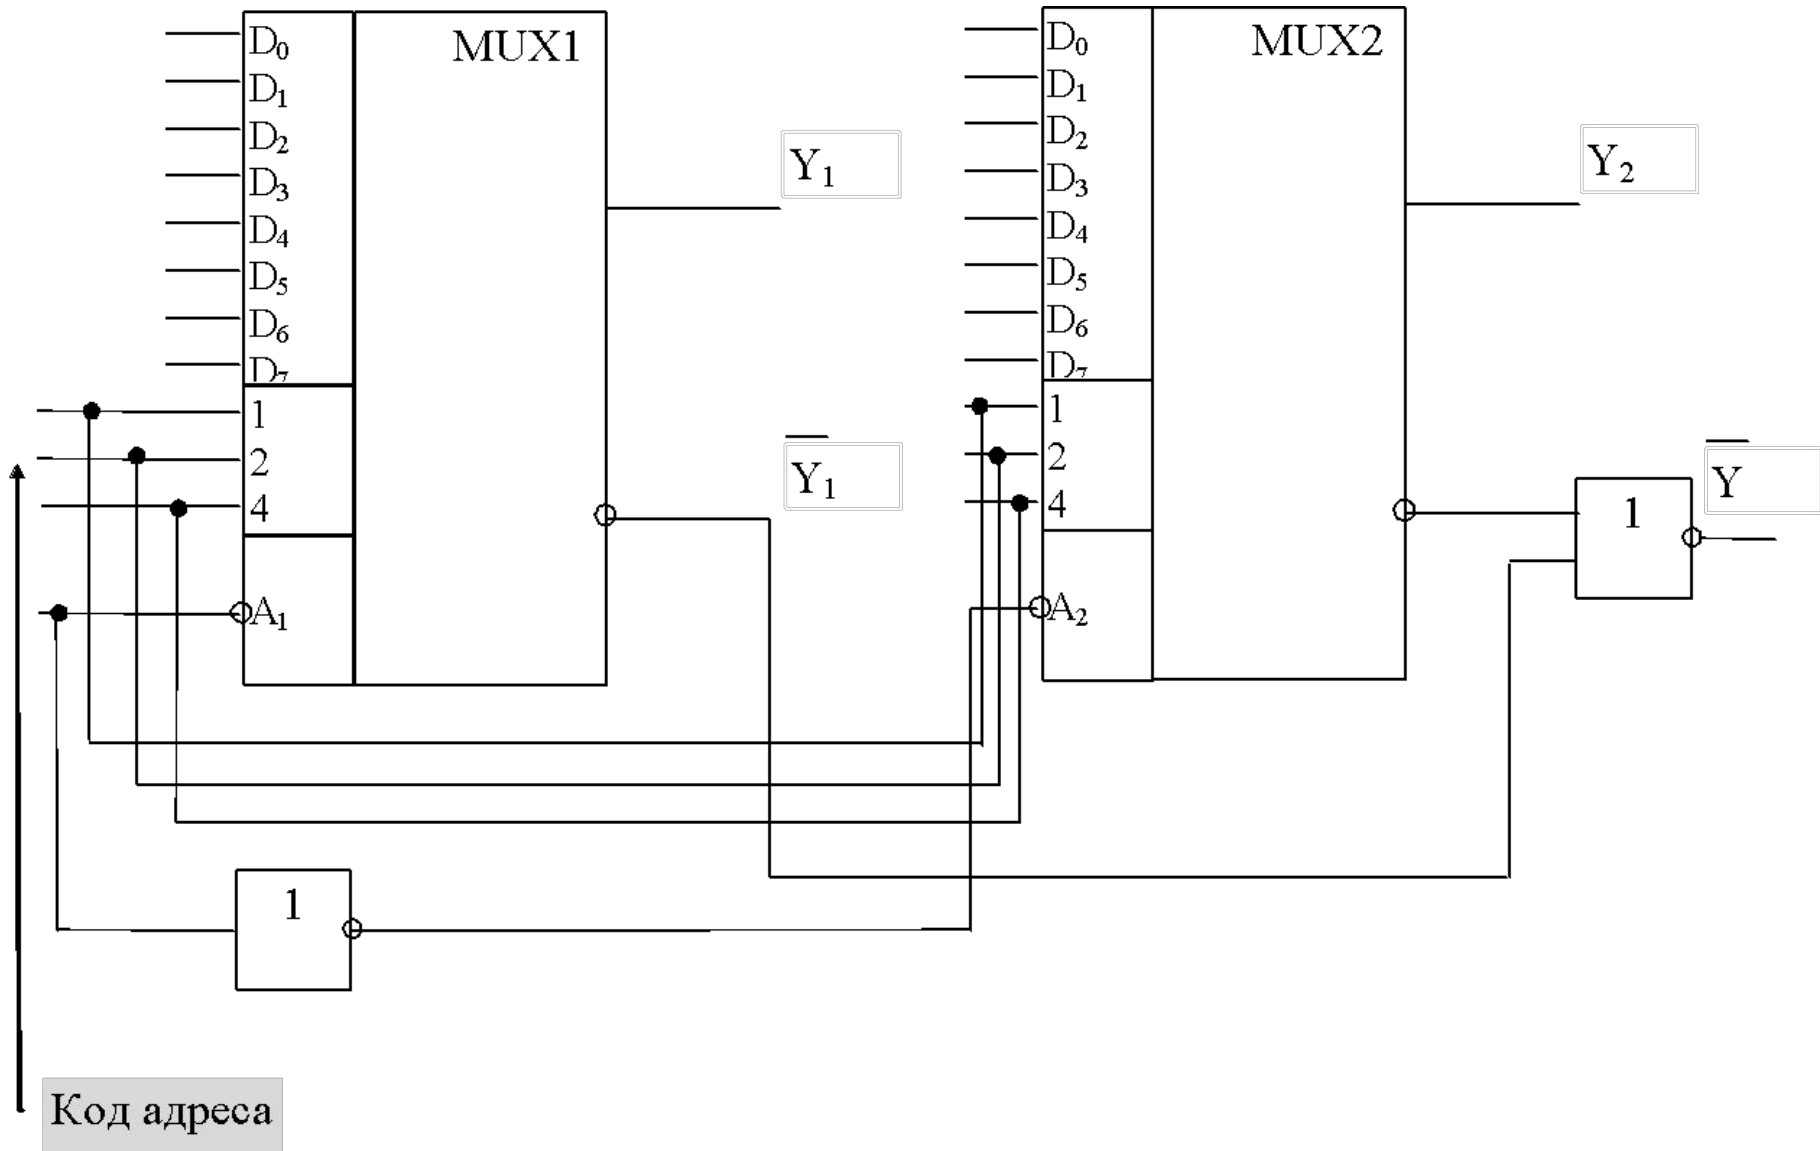 D₀
D₁
D₂
D₃
D₄
D₅
D₆
D₇
1
2
4
A₁
MUX1
Y₁
Y₁
D₀
D₁
D₂
D₃
D₄
D₅
D₆
D₇
1
2
4
A₂
MUX2
Y₂
1
Y
1
Код адреса